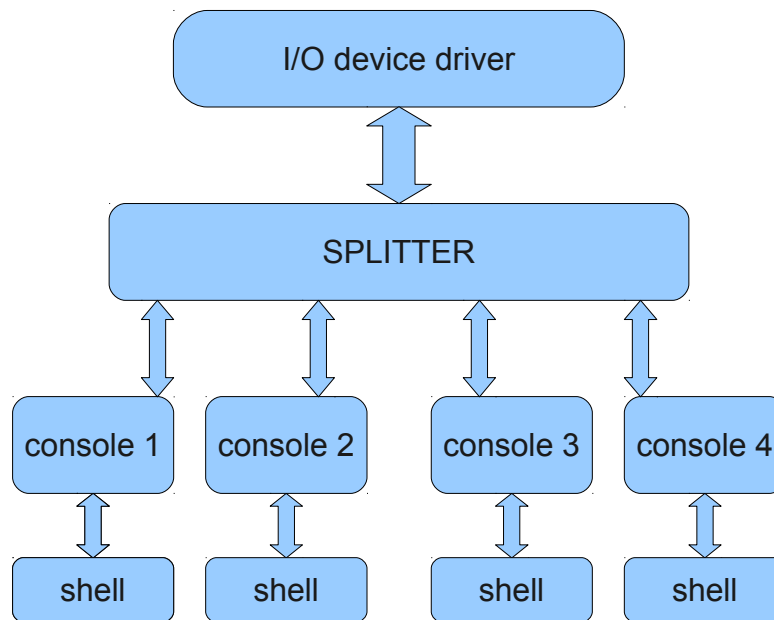 I/O device driver
SPLITTER
console 1
console 2
console 3
console 4
shell
shell
shell
shell